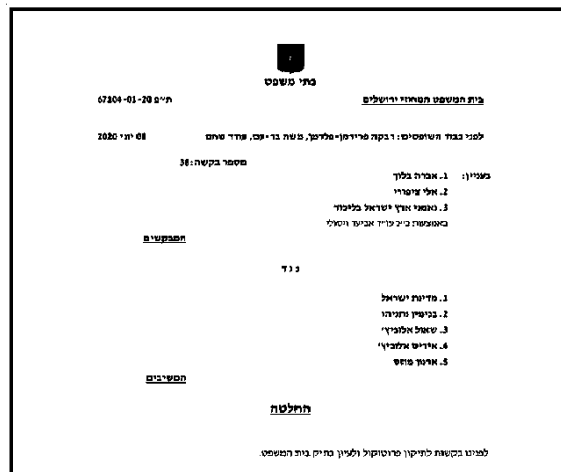 בתי משפט
בית המשפט המחוזי ירושלים
ת"פ 67104-01-20
לפני כבוד השופטים: רבקה פרידמן-פלדמן, משה בר-עם, עודד שחם
08 יוני 2020
מספר בקשה: 38
בעניין:
1. אברה בלוך
2. אלי ציפורי
3. נאמני ארץ ישראל בליכוד
באמצעות ב"כ עו"ד אביעד ויסולי
המבקשים
נגד
1. מדינת ישראל
2. בנימין נתניהו
3. שאול אלוביץ'
4. איריס אלוביץ'
5. ארנון מוזס
המשיבים
החלטה
לפנינו בקשות לתיקון פרוטוקול ולעיון בתיק בית המשפט.